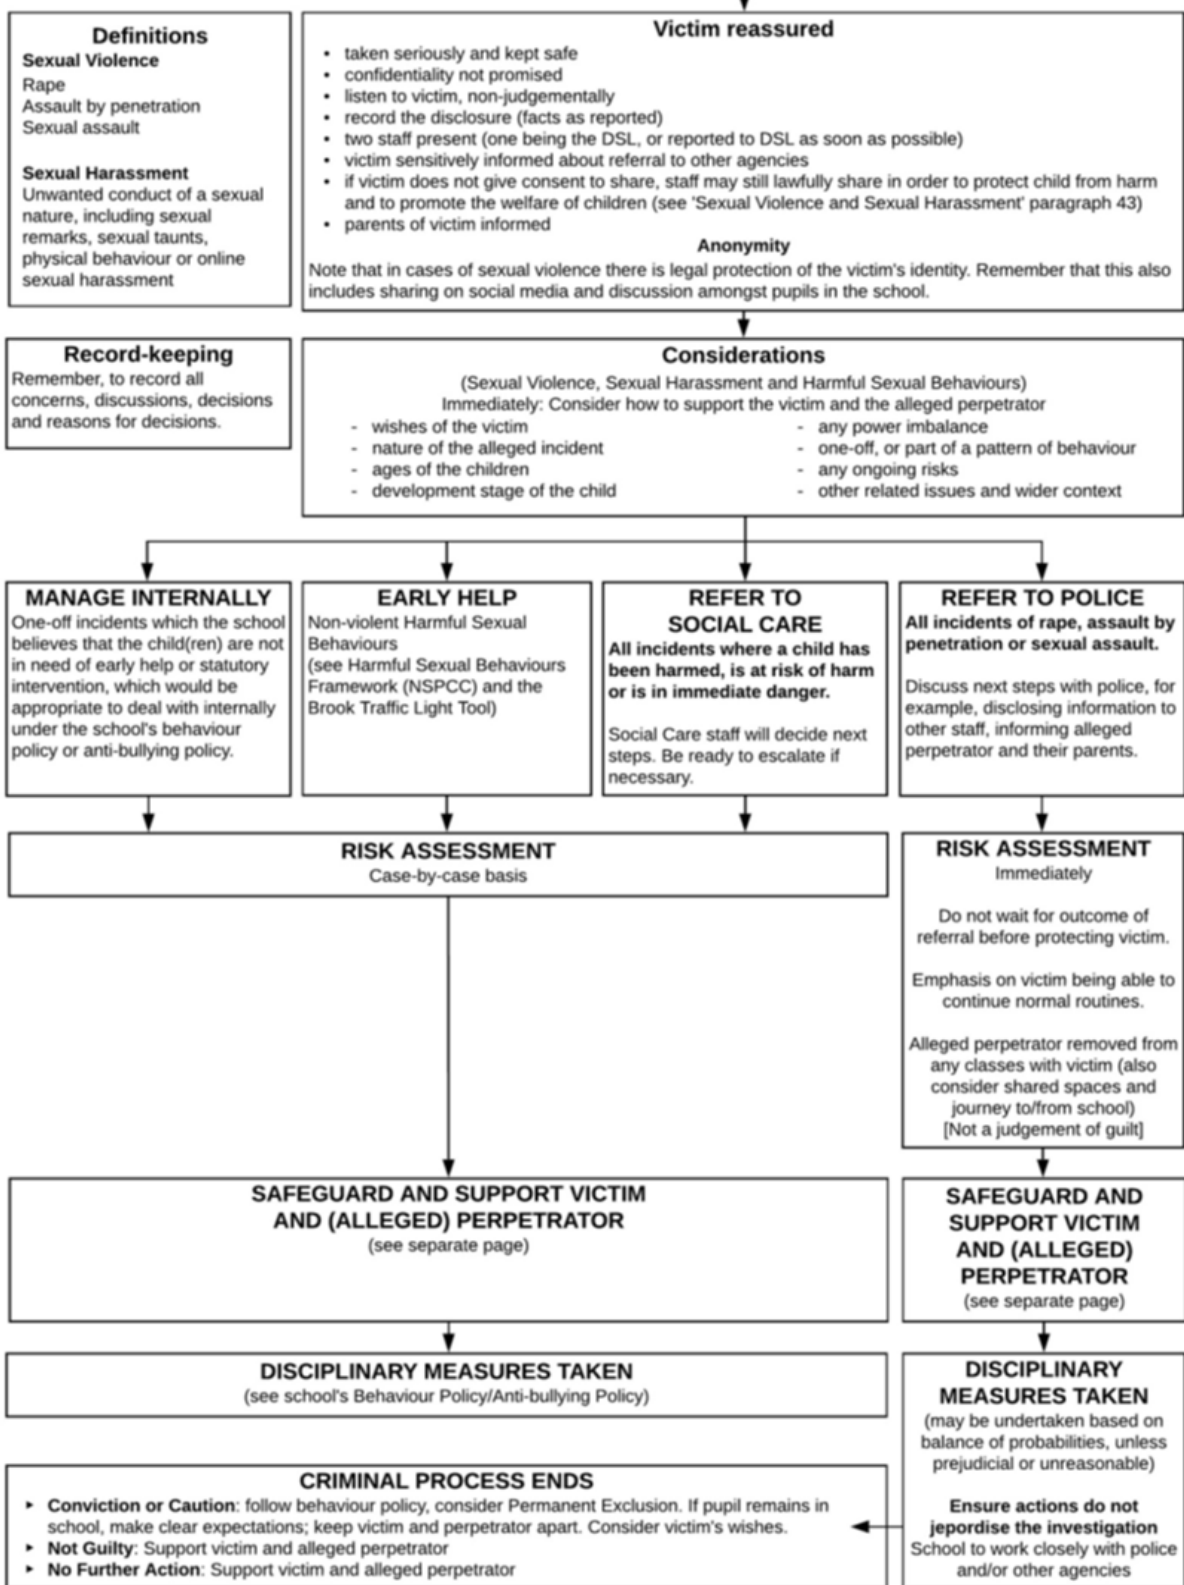 Definitions
Sexual Violence
Rape
Assault by penetration
Sexual assault
Sexual Harassment
Unwanted conduct of a sexual
nature, including sexual
remarks, sexual taunts,
physical behaviour or online
sexual harassment
Victim reassured
• taken seriously and kept safe
• confidentiality not promised
• listen to victim, non-judgementally
• record the disclosure (facts as reported)
• two staff present (one being the DSL, or reported to DSL as soon as possible)
• victim sensitively informed about referral to other agencies
• if victim does not give consent to share, staff may still lawfully share in order to protect child from harm
and to promote the welfare of children (see 'Sexual Violence and Sexual Harassment' paragraph 43)
• parents of victim informed
Anonymity
Note that in cases of sexual violence there is legal protection of the victim's identity. Remember that this also
includes sharing on social media and discussion amongst pupils in the school.
Record-keeping
Remember, to record all
concerns, discussions, decisions
and reasons for decisions.
Considerations
(Sexual Violence, Sexual Harassment and Harmful Sexual Behaviours)
Immediately: Consider how to support the victim and the alleged perpetrator
- wishes of the victim
- nature of the alleged incident
- ages of the children
- development stage of the child
- any power imbalance
- one-off, or part of a pattern of behaviour
- any ongoing risks
- other related issues and wider context
MANAGE INTERNALLY
One-off incidents which the school
believes that the child(ren) are not
in need of early help or statutory
intervention, which would be
appropriate to deal with internally
under the school's behaviour
policy or anti-bullying policy.
EARLY HELP
Non-violent Harmful Sexual
Behaviours
(see Harmful Sexual Behaviours
Framework (NSPCC) and the
Brook Traffic Light Tool)
REFER TO
SOCIAL CARE
All incidents where a child has
been harmed, is at risk of harm
or is in immediate danger.
Social Care staff will decide next
steps. Be ready to escalate if
necessary.
REFER TO POLICE
All incidents of rape, assault by
penetration or sexual assault.
Discuss next steps with police, for
example, disclosing information to
other staff, informing alleged
perpetrator and their parents.
RISK ASSESSMENT
Case-by-case basis
RISK ASSESSMENT
Immediately
Do not wait for outcome of
referral before protecting victim.
Emphasis on victim being able to
continue normal routines.
Alleged perpetrator removed from
any classes with victim (also
consider shared spaces and
journey to/from school)
[Not a judgement of guilt]
SAFEGUARD AND SUPPORT VICTIM
AND (ALLEGED) PERPETRATOR
(see separate page)
SAFEGUARD AND
SUPPORT VICTIM
AND (ALLEGED)
PERPETRATOR
(see separate page)
DISCIPLINARY MEASURES TAKEN
(see school's Behaviour Policy/Anti-bullying Policy)
DISCIPLINARY
MEASURES TAKEN
(may be undertaken based on
balance of probabilities, unless
prejudicial or unreasonable)
Ensure actions do not
jepordise the investigation
School to work closely with police
and/or other agencies
CRIMINAL PROCESS ENDS
‣ Conviction or Caution: follow behaviour policy, consider Permanent Exclusion. If pupil remains in
school, make clear expectations; keep victim and perpetrator apart. Consider victim's wishes.
‣ Not Guilty: Support victim and alleged perpetrator
‣ No Further Action: Support victim and alleged perpetrator